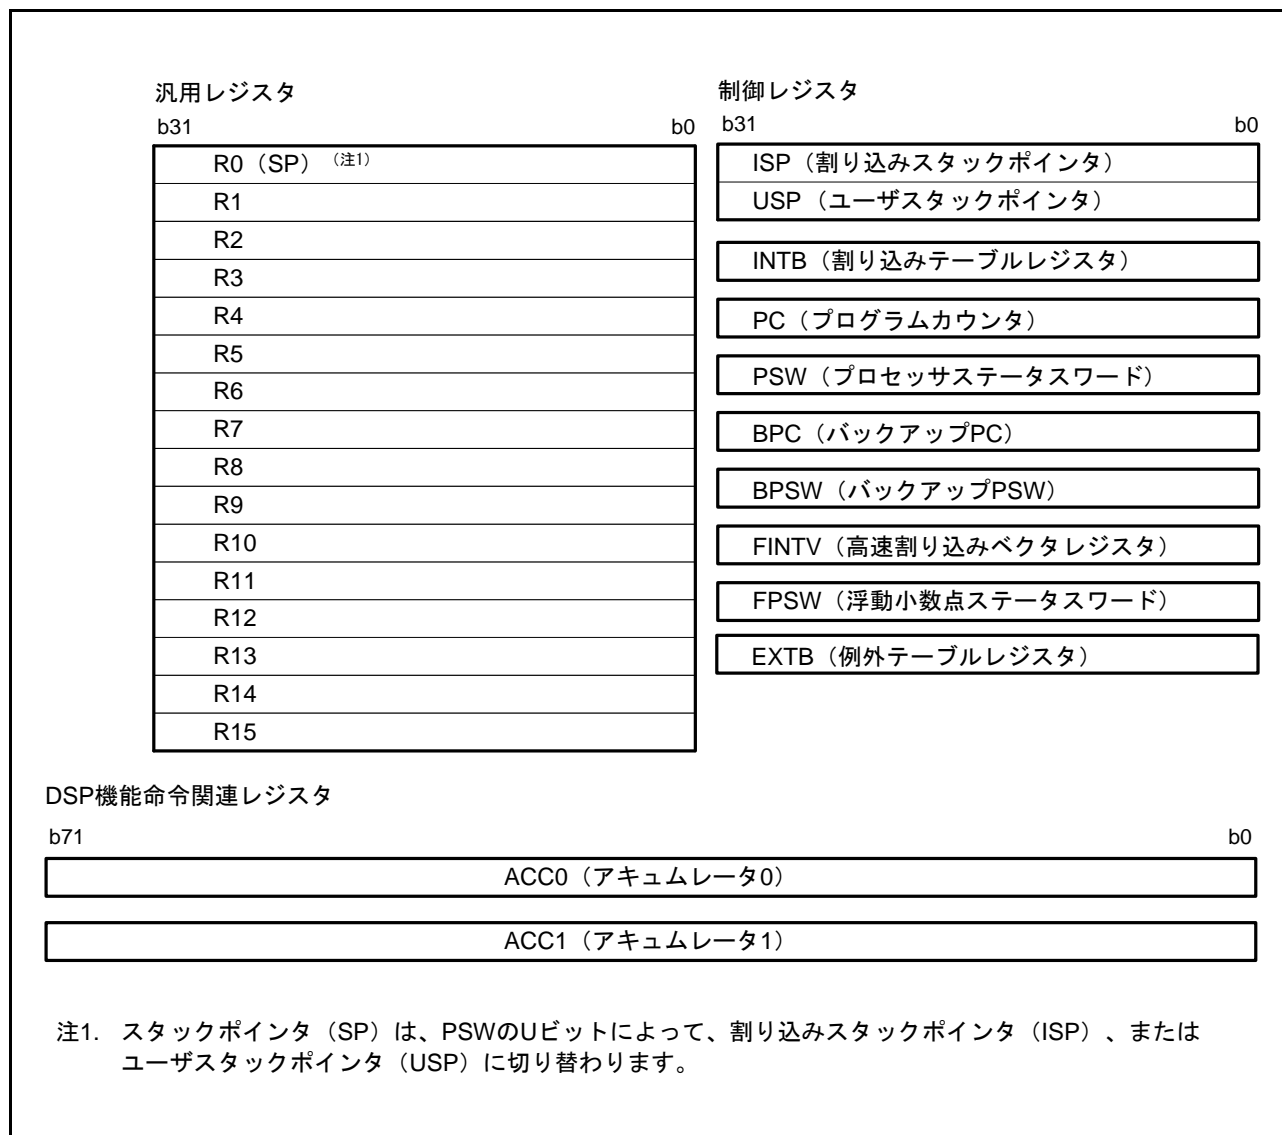 汎用レジスタ
b31 b0
R0（SP）（注1）
R1
R2
R3
R4
R5
R6
R7
R8
R9
R10
R11
R12
R13
R14
R15
制御レジスタ
b31 b0
ISP（割り込みスタックポインタ）
USP（ユーザスタックポインタ）
INTB（割り込みテーブルレジスタ）
PC（プログラムカウンタ）
PSW（プロセッサステータスワード）
BPC（バックアップPC）
BPSW（バックアップPSW）
FINTV（高速割り込みベクタレジスタ）
FPSW（浮動小数点ステータスワード）
EXTB（例外テーブルレジスタ）
DSP機能命令関連レジスタ
b71 b0
ACC0（アキュムレータ0）
ACC1（アキュムレータ1）
注1. スタックポインタ（SP）は、PSWのUビットによって、割り込みスタックポインタ（ISP）、または
ユーザスタックポインタ（USP）に切り替わります。